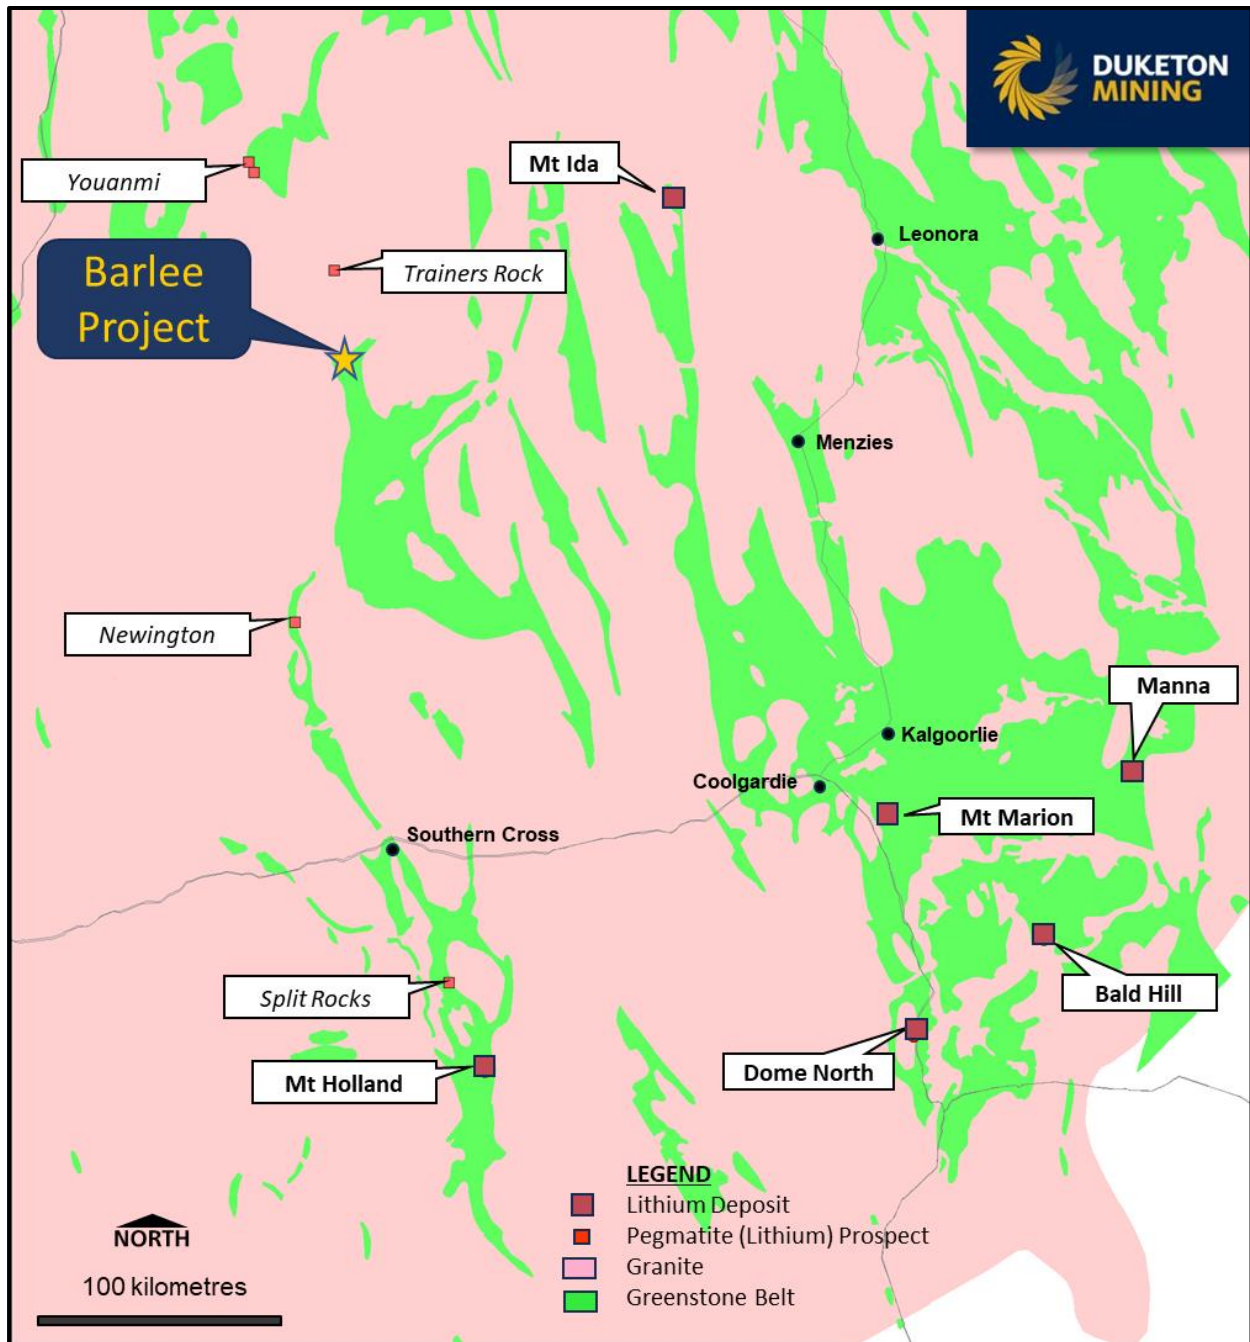 DUKETON
MINING
Youanmi
Mt Ida
Leonora
Barlee
Project
Trainers Rock
Menzies
Newington
Manna
Kalgoorlie
Coolgardie
Mt Marion
Southern Cross
Split Rocks
Bald Hill
Mt Holland
Dome North
LEGEND
Lithium Deposit
Pegmatite (Lithium) Prospect
Granite
Greenstone Belt
NORTH
100 kilometres